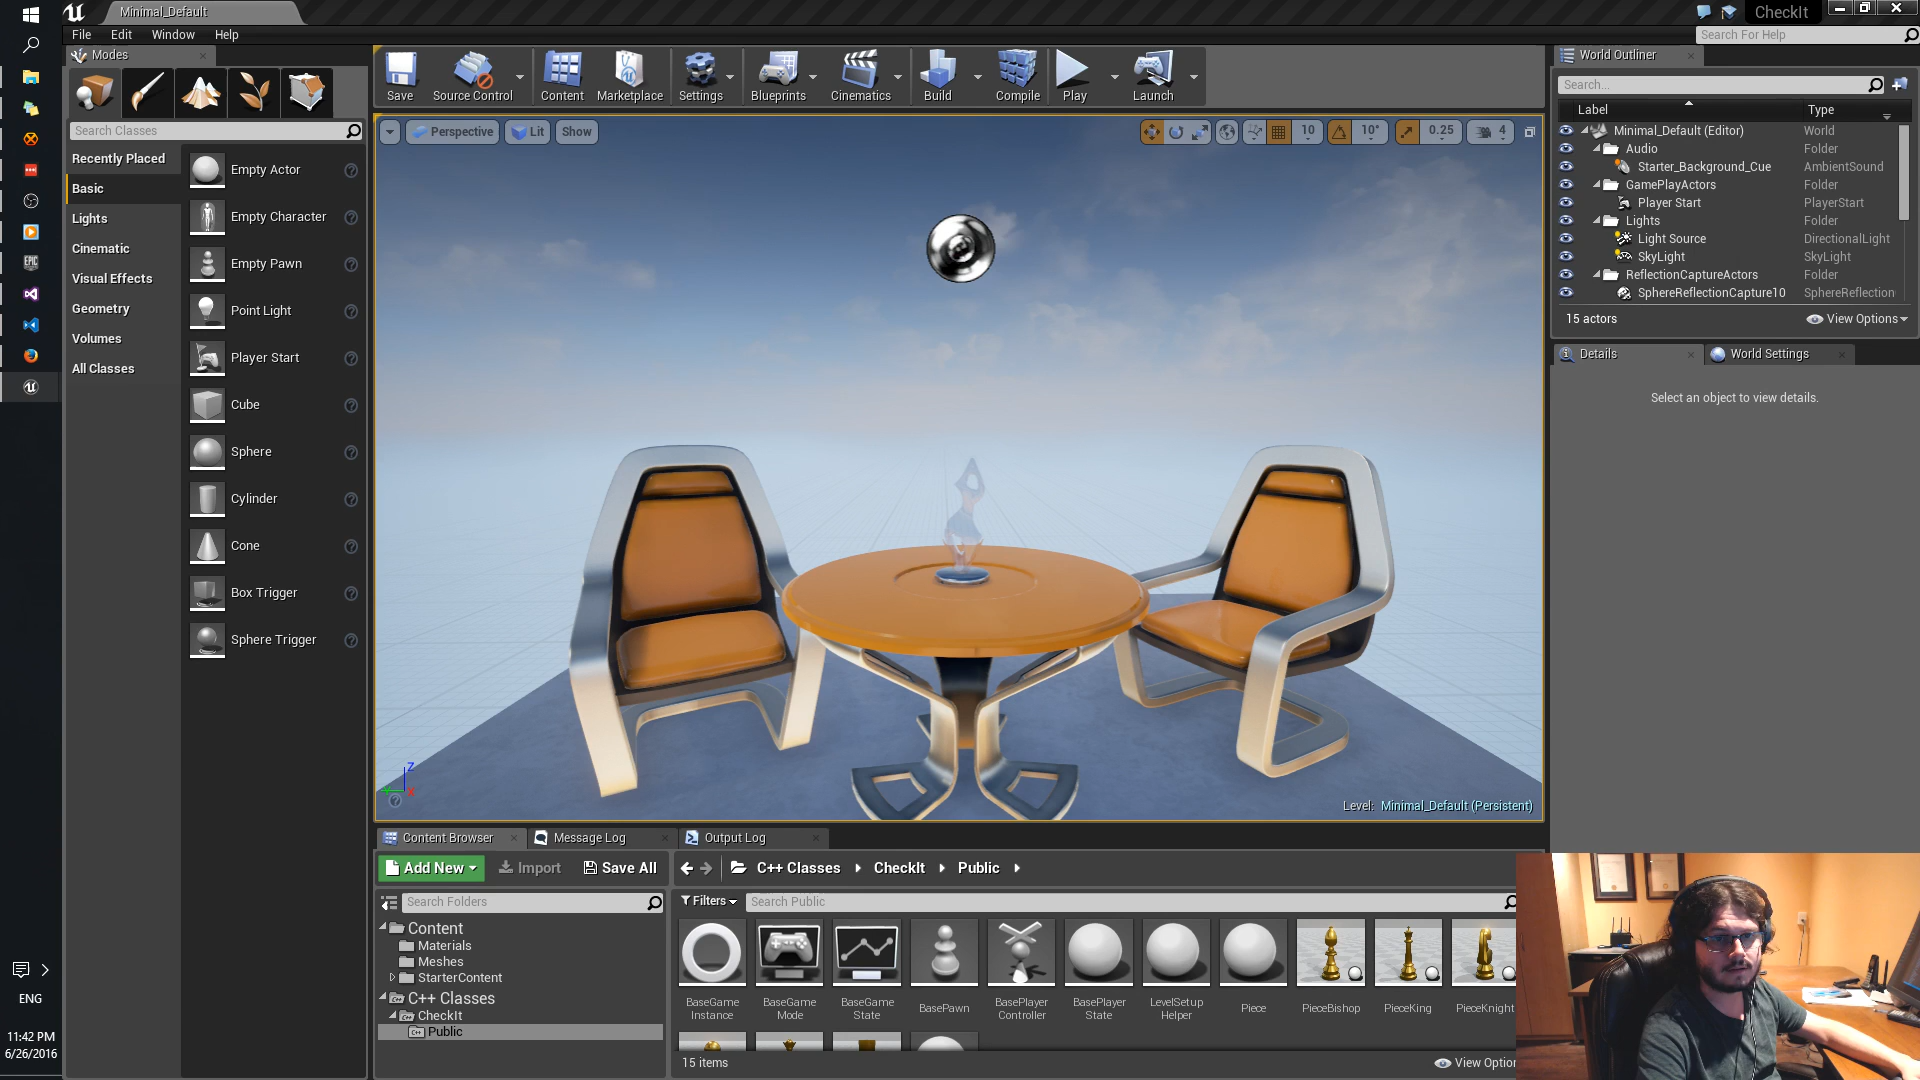 Minimal_Default
CheckIt
File Edit Window Help
Search For Help
Modes
Search Classes
Recently Placed
Basic
Lights
Cinematic
Visual Effects
Geometry
Volumes
All Classes
Empty Actor
Empty Character
Empty Pawn
Point Light
Player Start
Cube
Sphere
Cylinder
Cone
Box Trigger
Sphere Trigger
Save Source Control Content Marketplace Settings Blueprints Cinematics Build Compile Play Launch
Perspective Lit Show
10 10° 0.25 4
Level: Minimal_Default (Persistent)
World Outliner
Search...
Label Type
Minimal_Default (Editor) World
Audio Folder
Starter_Background_Cue AmbientSound
GamePlayActors Folder
Player Start PlayerStart
Lights Folder
Light Source DirectionalLight
SkyLight SkyLight
ReflectionCaptureActors Folder
SphereReflectionCapture10 SphereReflection
15 actors View Options
Details World Settings
Select an object to view details.
Content Browser Message Log Output Log
Add New Import Save All C++ Classes CheckIt Public
Search Folders
Filters Search Public
Content
Materials
Meshes
StarterContent
C++ Classes
CheckIt
Public
BaseGame
Instance
BaseGame
Mode
BaseGame
State
BasePawn
BasePlayer
Controller
BasePlayer
State
LevelSetup
Helper
Piece
PieceBishop
PieceKing
PieceKnight
15 items View Option
EPIC
ENG
11:42 PM
6/26/2016
Z
X